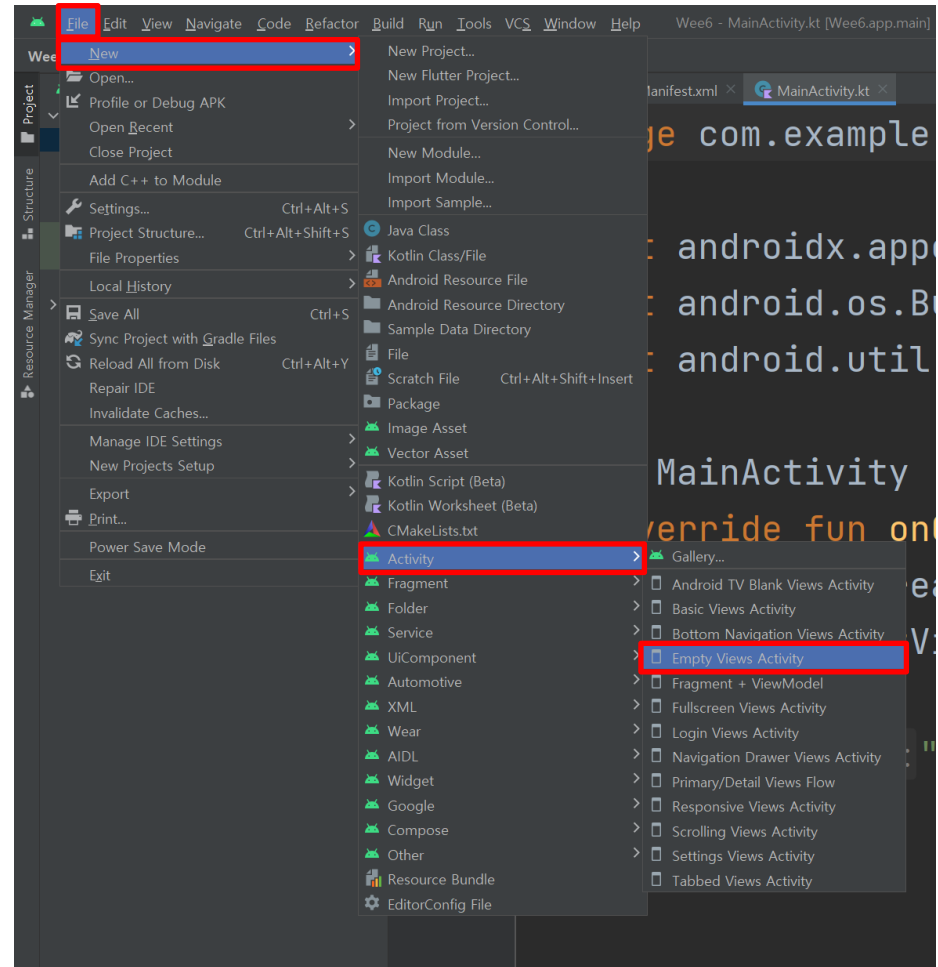 File Edit View Navigate Code Refactor Build Run Tools VCS Window Help Wee6 - MainActivity.kt [Wee6.app.main]
Wee
Project
Structure
Resource Manager
New
Open...
Profile or Debug APK
Open Recent
Close Project
Add C++ to Module
Settings... Ctrl+Alt+S
Project Structure... Ctrl+Alt+Shift+S
File Properties
Local History
Save All Ctrl+S
Sync Project with Gradle Files
Reload All from Disk Ctrl+Alt+Y
Repair IDE
Invalidate Caches...
Manage IDE Settings
New Projects Setup
Export
Print...
Power Save Mode
Exit
New Project...
New Flutter Project...
Import Project...
Project from Version Control...
New Module...
Import Module...
Import Sample...
Java Class
Kotlin Class/File
Android Resource File
Android Resource Directory
Sample Data Directory
File
Scratch File Ctrl+Alt+Shift+Insert
Package
Image Asset
Vector Asset
Kotlin Script (Beta)
Kotlin Worksheet (Beta)
CMakeLists.txt
Activity
Fragment
Folder
Service
UiComponent
Automotive
XML
Wear
AIDL
Widget
Google
Compose
Other
Resource Bundle
EditorConfig File
Gallery...
Android TV Blank Views Activity
Basic Views Activity
Bottom Navigation Views Activity
Empty Views Activity
Fragment + ViewModel
Fullscreen Views Activity
Login Views Activity
Navigation Drawer Views Activity
Primary/Detail Views Flow
Responsive Views Activity
Scrolling Views Activity
Settings Views Activity
Tabbed Views Activity
Manifest.xml MainActivity.kt
ge com.example
t androidx.appc
t android.os.Bu
t android.util
MainActivity
verride fun onC
ea
Vi
:"